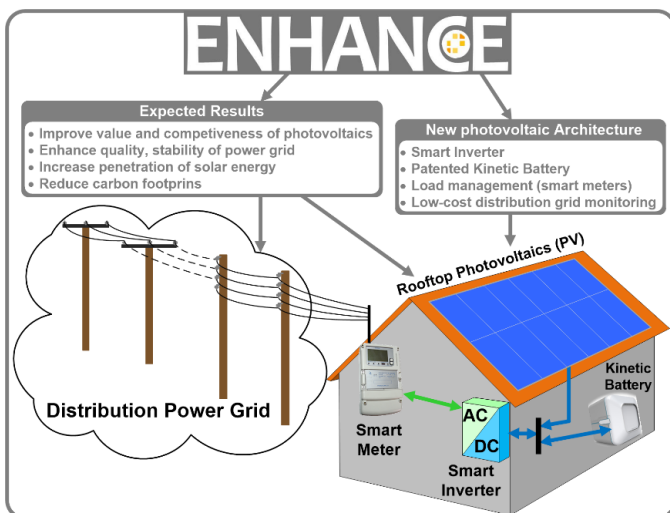 ENHANCE
Expected Results
• Improve value and competiveness of photovoltaics
• Enhance quality, stability of power grid
• Increase penetration of solar energy
• Reduce carbon footprins
New photovoltaic Architecture
• Smart Inverter
• Patented Kinetic Battery
• Load management (smart meters)
• Low-cost distribution grid monitoring
Rooftop Photovoltaics (PV)
Distribution Power Grid
Smart
Meter
AC
DC
Smart
Inverter
Kinetic
Battery